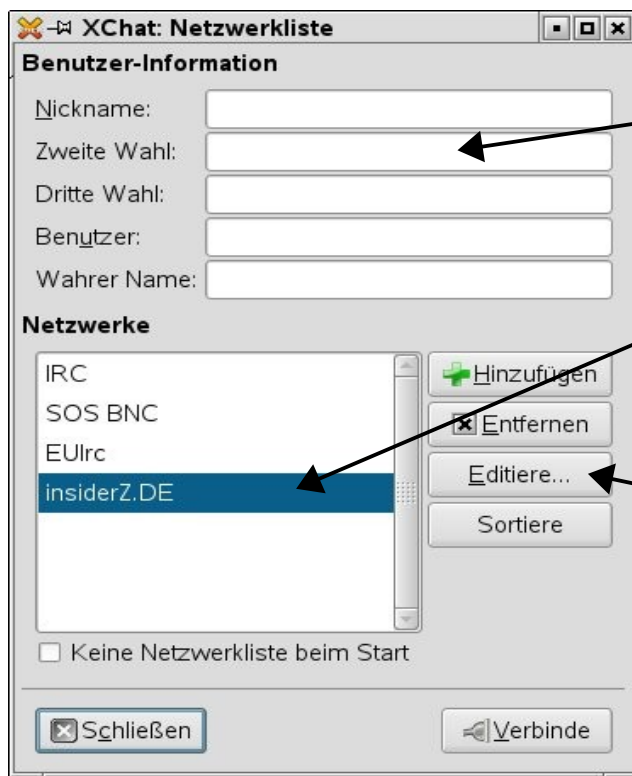 XChat: Netzwerkliste
Benutzer-Information
Nickname:
Zweite Wahl:
Dritte Wahl:
Benutzer:
Wahrer Name:
Netzwerke
IRC
SOS BNC
EUIrc
insiderZ.DE
Hinzufügen
Entfernen
Editiere...
Sortiere
Keine Netzwerkliste beim Start
Schließen
Verbinde